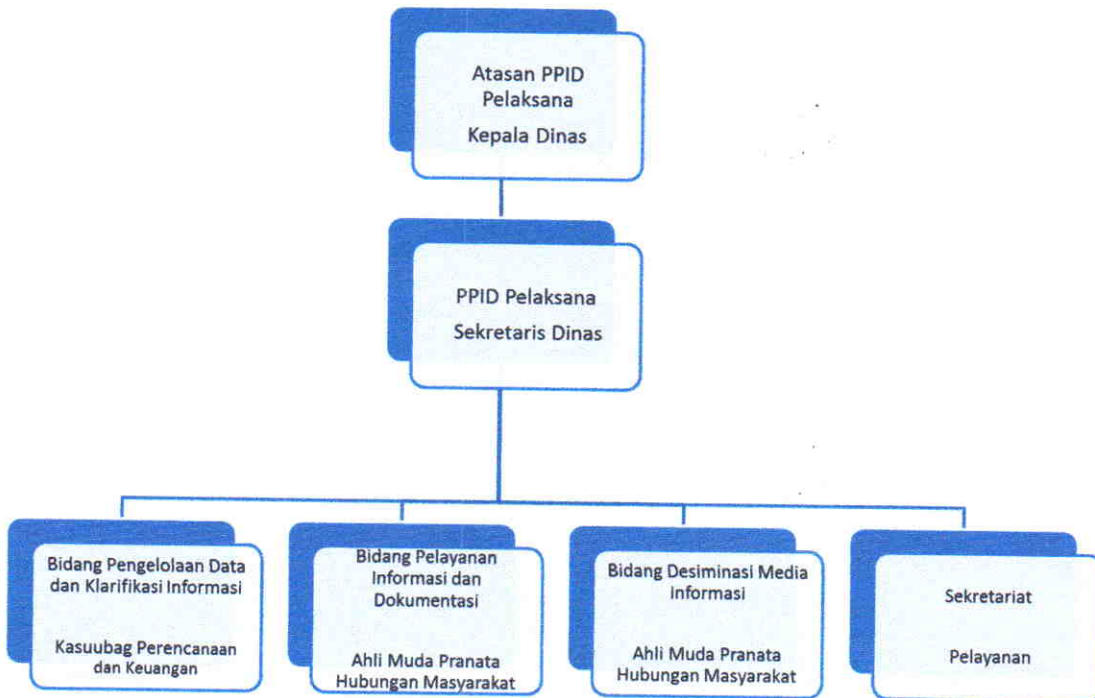 Atasan PPID
Pelaksana
Kepala Dinas
PPID Pelaksana
Sekretaris Dinas
Bidang Pengelolaan Data
dan Klarifikasi Informasi
Kasuubag Perencanaan
dan Keuangan
Bidang Pelayanan
Informasi dan
Dokumentasi
Ahli Muda Pranata
Hubungan Masyarakat
Bidang Desiminasi Media
informasi
Ahli Muda Pranata
Hubungan Masyarakat
Sekretariat
Pelayanan